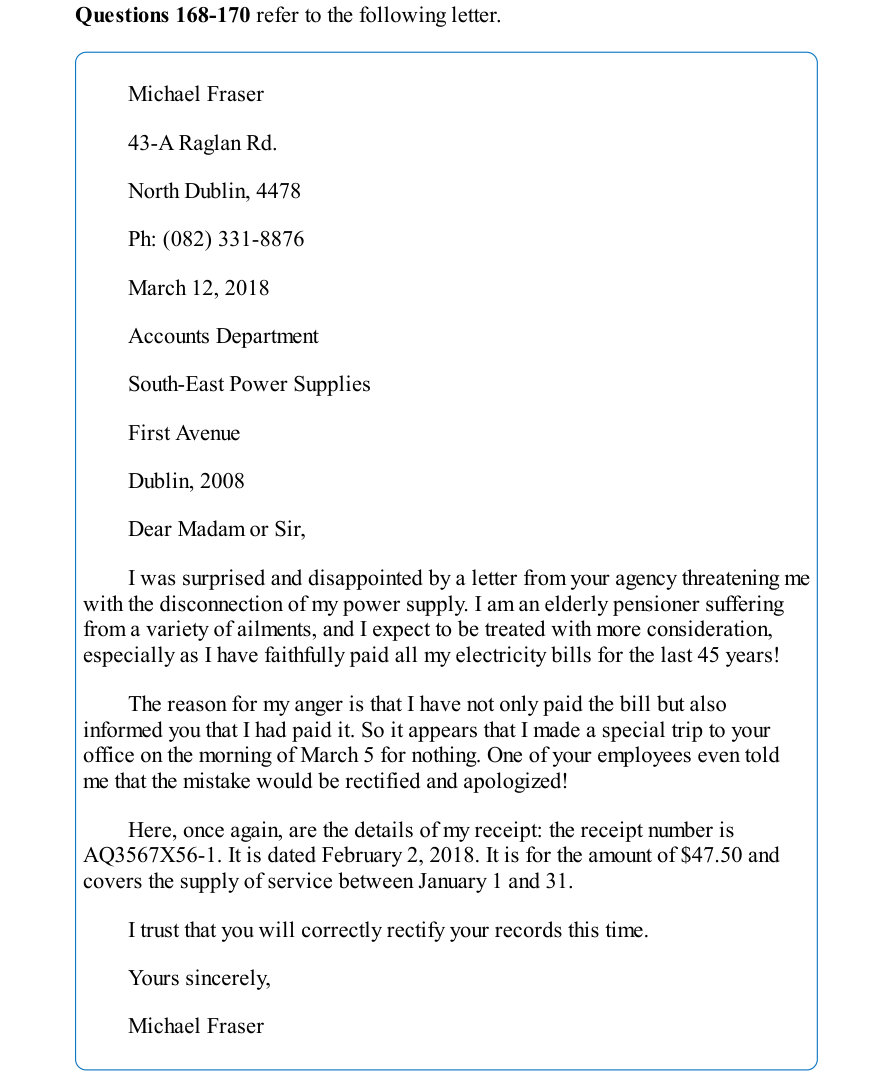 Questions 168-170 refer to the following letter.
Michael Fraser
43-A Raglan Rd.
North Dublin, 4478
Ph: (082) 331-8876
March 12, 2018
Accounts Department
South-East Power Supplies
First Avenue
Dublin, 2008
Dear Madam or Sir,
I was surprised and disappointed by a letter from your agency threatening me
with the disconnection of my power supply. I am an elderly pensioner suffering
from a variety of ailments, and I expect to be treated with more consideration,
especially as I have faithfully paid all my electricity bills for the last 45 years!
The reason for my anger is that I have not only paid the bill but also
informed you that I had paid it. So it appears that I made a special trip to your
office on the morning of March 5 for nothing. One of your employees even told
me that the mistake would be rectified and apologized!
Here, once again, are the details of my receipt: the receipt number is
AQ3567X56-1. It is dated February 2, 2018. It is for the amount of $47.50 and
covers the supply of service between January 1 and 31.
I trust that you will correctly rectify your records this time.
Yours sincerely,
Michael Fraser